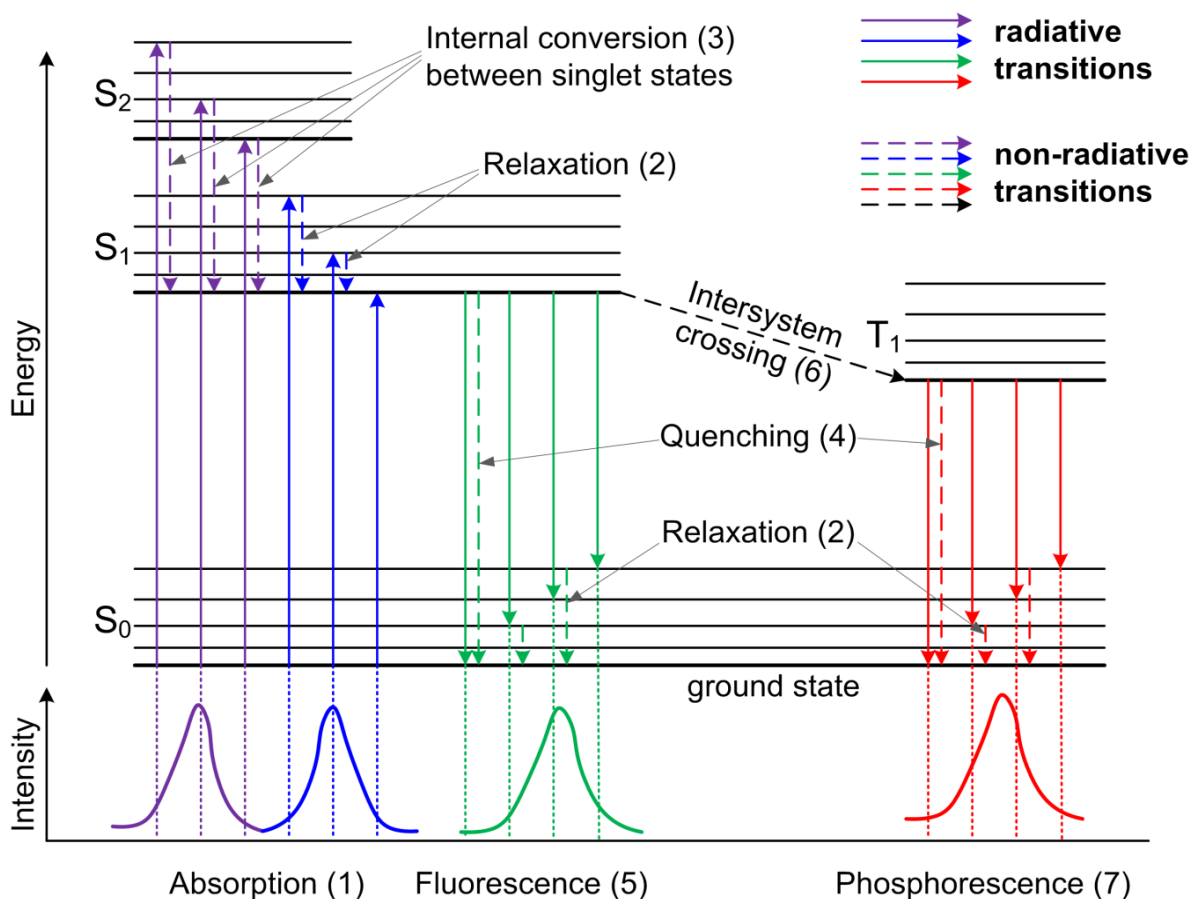 Internal conversion (3)
between singlet states
radiative
transitions
S2
Relaxation (2)
non-radiative
transitions
S1
Intersystem
crossing (6)
T1
Energy
Quenching (4)
Relaxation (2)
S0
ground state
Intensity
Absorption (1)
Fluorescence (5)
Phosphorescence (7)